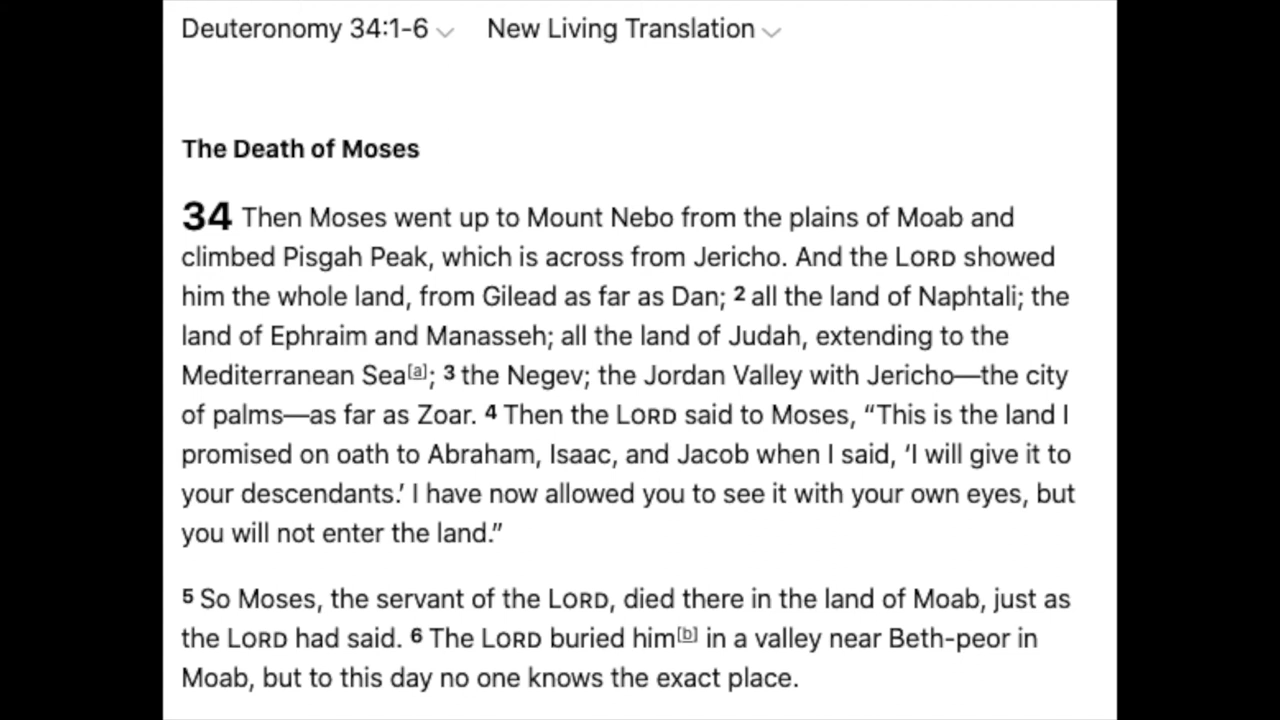 Deuteronomy 34:1-6 New Living Translation
The Death of Moses
34 Then Moses went up to Mount Nebo from the plains of Moab and
climbed Pisgah Peak, which is across from Jericho. And the LORD showed
him the whole land, from Gilead as far as Dan; 2 all the land of Naphtali; the
land of Ephraim and Manasseh; all the land of Judah, extending to the
Mediterranean Sea[a]; 3 the Negev; the Jordan Valley with Jericho—the city
of palms—as far as Zoar. 4 Then the LORD said to Moses, “This is the land I
promised on oath to Abraham, Isaac, and Jacob when I said, ‘I will give it to
your descendants.’ I have now allowed you to see it with your own eyes, but
you will not enter the land.”
5 So Moses, the servant of the LORD, died there in the land of Moab, just as
the LORD had said. 6 The LORD buried him[b] in a valley near Beth-peor in
Moab, but to this day no one knows the exact place.